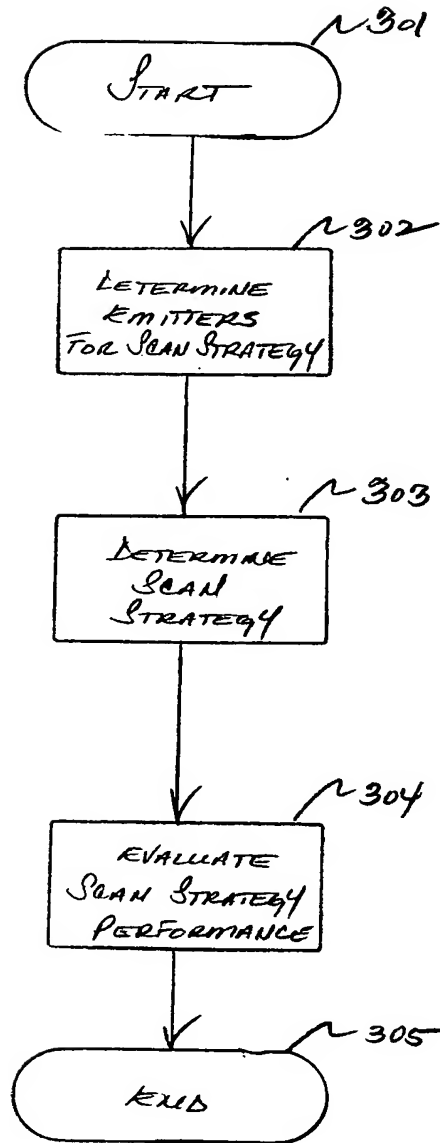 301
START
302
DETERMINE
EMITTERS
FOR SCAN STRATEGY
303
DETERMINE
SCAN
STRATEGY
304
EVALUATE
SCAN STRATEGY
PERFORMANCE
305
END